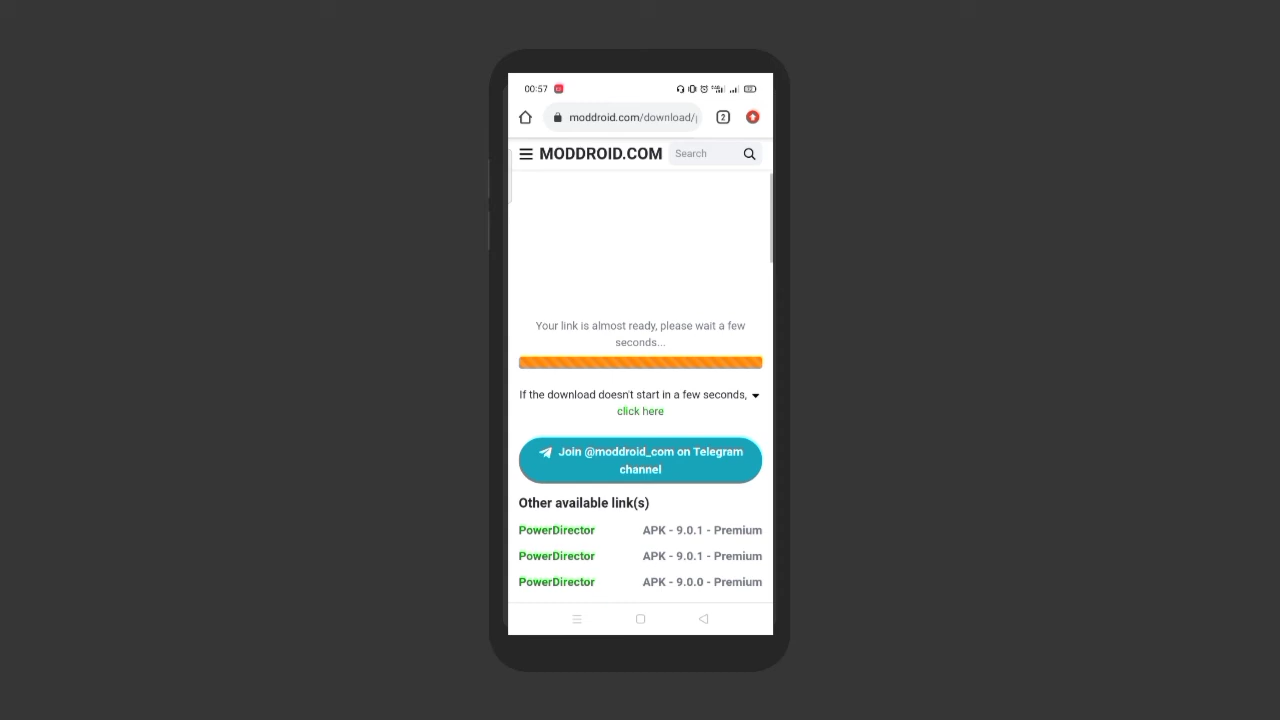 00:57
moddroid.com/download/
2
MODDROID.COM
Search
Your link is almost ready, please wait a few
seconds...
If the download doesn't start in a few seconds,
click here
Join @moddroid_com on Telegram
channel
Other available link(s)
PowerDirector APK - 9.0.1 - Premium
PowerDirector APK - 9.0.1 - Premium
PowerDirector APK - 9.0.0 - Premium